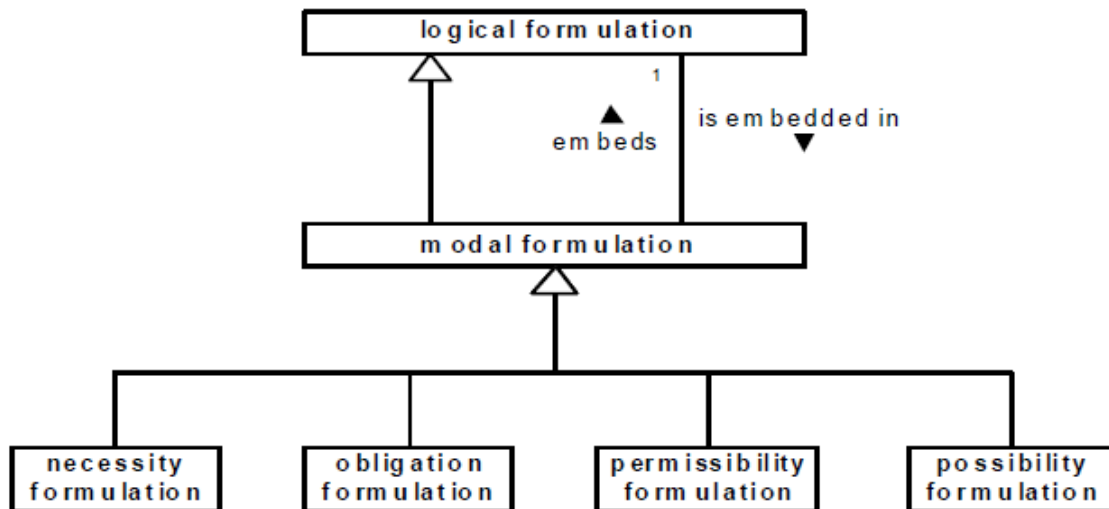 logical formulation
1
embeds
is embedded in
modal formulation
necessity
formulation
obligation
formulation
permissibility
formulation
possibility
formulation